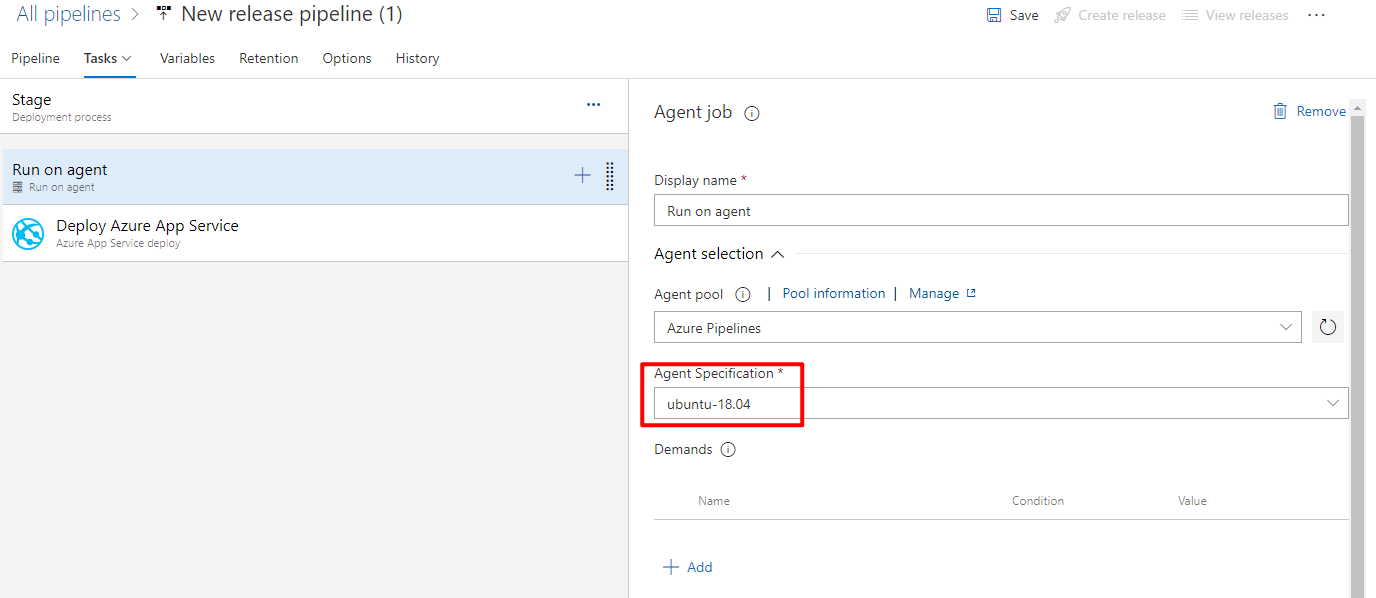 All pipelines > New release pipeline (1)
Save Create release View releases ...
Pipeline Tasks Variables Retention Options History
Stage
Deployment process
...
Run on agent
Run on agent
Deploy Azure App Service
Azure App Service deploy
Agent job
Remove
Display name *
Run on agent
Agent selection
Agent pool | Pool information | Manage
Azure Pipelines
Agent Specification *
ubuntu-18.04
Demands
Name Condition Value
+ Add